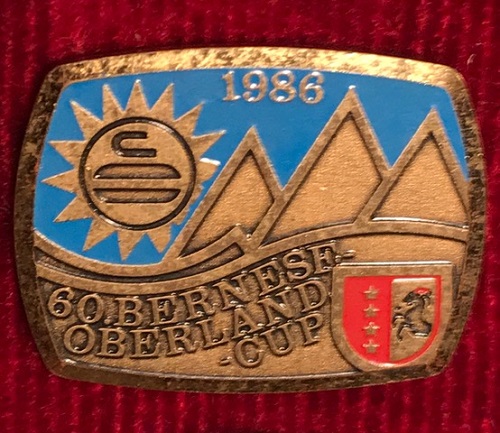 1986
60.BERNESE-
OBERLAND
-CUP